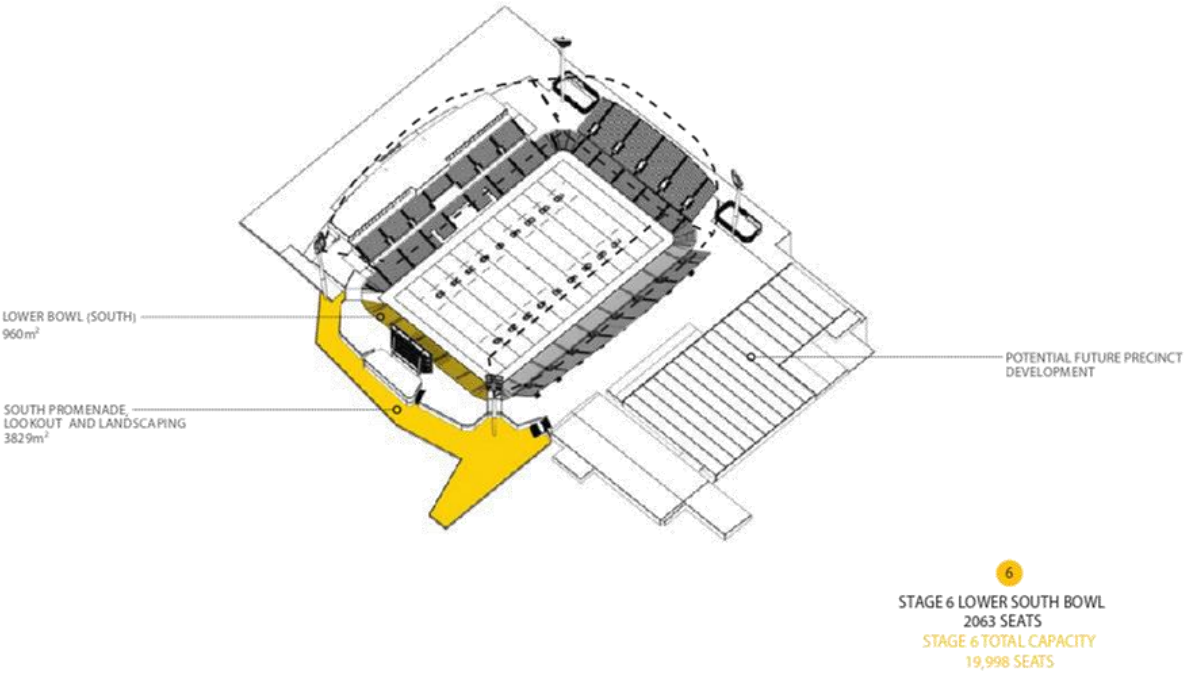 LOWER BOWL (SOUTH)
960m²
SOUTH PROMENADE,
LOOKOUT AND LANDSCAPING
3829m²
POTENTIAL FUTURE PRECINCT
DEVELOPMENT
6
STAGE 6 LOWER SOUTH BOWL
2063 SEATS
STAGE 6 TOTAL CAPACITY
19,998 SEATS